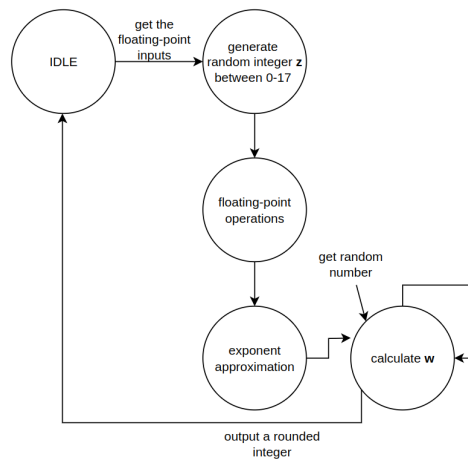 get the
floating-point
inputs
IDLE
generate
random integer z
between 0-17
floating-point
operations
get random
number
exponent
approximation
calculate w
output a rounded
integer